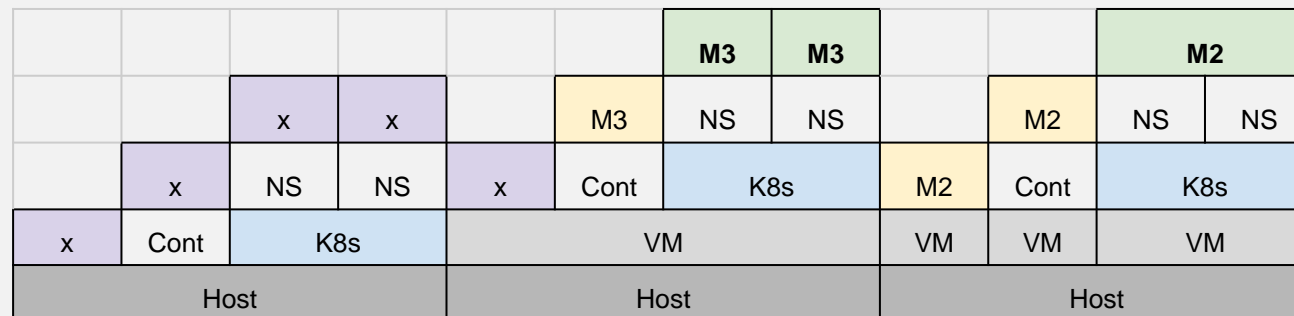 M3 M3 M2
x x M3 NS NS M2 NS NS
x NS NS x Cont K8s M2 Cont K8s
x Cont K8s VM VM VM VM
Host Host Host